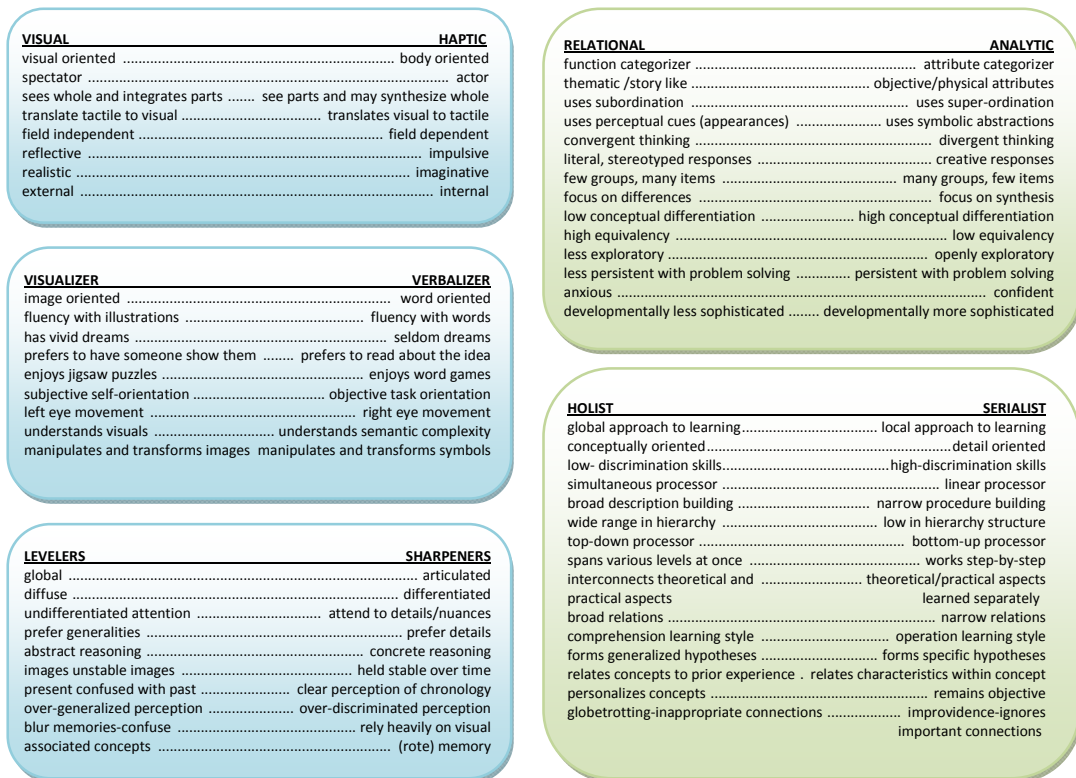 VISUAL HAPTIC
visual oriented ........................................................................ body oriented
spectator ................................................................................................ actor
sees whole and integrates parts ....... see parts and may synthesize whole
translate tactile to visual ..................................... translates visual to tactile
field independent .................................................................. field dependent
reflective ......................................................................................... impulsive
realistic .......................................................................................... imaginative
external .............................................................................................. internal
VISUALIZER VERBALIZER
image oriented ...................................................................... word oriented
fluency with illustrations ............................................... fluency with words
has vivid dreams .................................................................. seldom dreams
prefers to have someone show them ........ prefers to read about the idea
enjoys jigsaw puzzles ....................................................... enjoys word games
subjective self-orientation ................................... objective task orientation
left eye movement ....................................................... right eye movement
understands visuals ................................ understands semantic complexity
manipulates and transforms images manipulates and transforms symbols
LEVELERS SHARPENERS
global ............................................................................................. articulated
diffuse ......................................................................................... differentiated
undifferentiated attention ................................... attend to details/nuances
prefer generalities .................................................................... prefer details
abstract reasoning ............................................................ concrete reasoning
images unstable images ................................................ held stable over time
present confused with past ........................ clear perception of chronology
over-generalized perception ....................... over-discriminated perception
blur memories-confuse ................................................ rely heavily on visual
associated concepts .............................................................. (rote) memory
RELATIONAL ANALYTIC
function categorizer ........................................................... attribute categorizer
thematic /story like .................................................. objective/physical attributes
uses subordination .......................................................... uses super-ordination
uses perceptual cues (appearances) ........................ uses symbolic abstractions
convergent thinking ............................................................... divergent thinking
literal, stereotyped responses .............................................. creative responses
few groups, many items .............................................. many groups, few items
focus on differences .............................................................. focus on synthesis
low conceptual differentiation ......................... high conceptual differentiation
high equivalency ........................................................................ low equivalency
less exploratory ..................................................................... openly exploratory
less persistent with problem solving .............. persistent with problem solving
anxious ................................................................................................. confident
developmentally less sophisticated ........ developmentally more sophisticated
HOLIST SERIALIST
global approach to learning................................... local approach to learning
conceptually oriented.................................................................detail oriented
low- discrimination skills.............................................high-discrimination skills
simultaneous processor ............................................................ linear processor
broad description building ................................... narrow procedure building
wide range in hierarchy ........................................... low in hierarchy structure
top-down processor ...................................................... bottom-up processor
spans various levels at once ............................................... works step-by-step
interconnects theoretical and ........................... theoretical/practical aspects
practical aspects learned separately
broad relations ......................................................................... narrow relations
comprehension learning style .................................. operation learning style
forms generalized hypotheses .............................. forms specific hypotheses
relates concepts to prior experience . relates characteristics within concept
personalizes concepts .......................................................... remains objective
globetrotting-inappropriate connections ................... improvidence-ignores
important connections